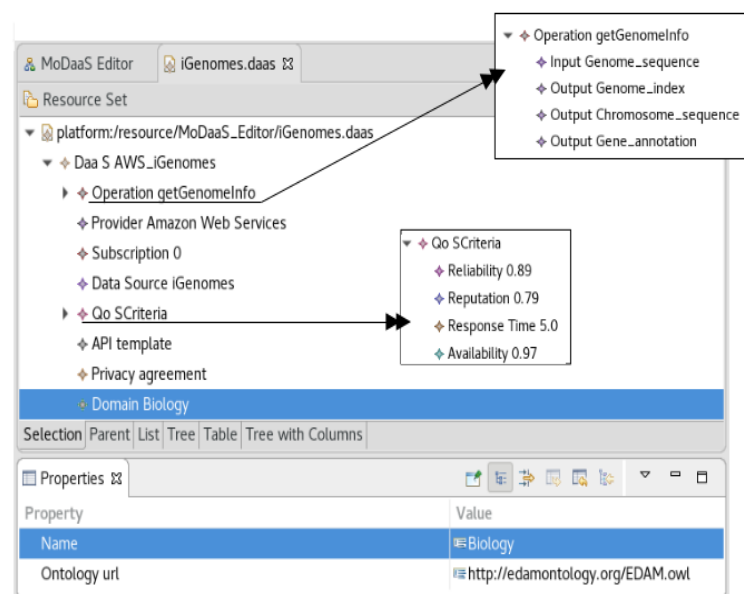 MoDaaS Editor
iGenomes.daas
Resource Set
platform:/resource/MoDaaS_Editor/iGenomes.daas
Daa S AWS_iGenomes
Operation getGenomeInfo
Provider Amazon Web Services
Subscription 0
Data Source iGenomes
Qo SCriteria
API template
Privacy agreement
Domain Biology
Selection Parent List Tree Table Tree with Columns
Operation getGenomeInfo
Input Genome_sequence
Output Genome_index
Output Chromosome_sequence
Output Gene_annotation
Qo SCriteria
Reliability 0.89
Reputation 0.79
Response Time 5.0
Availability 0.97
Properties
Property Value
Name Biology
Ontology url http://edamontology.org/EDAM.owl